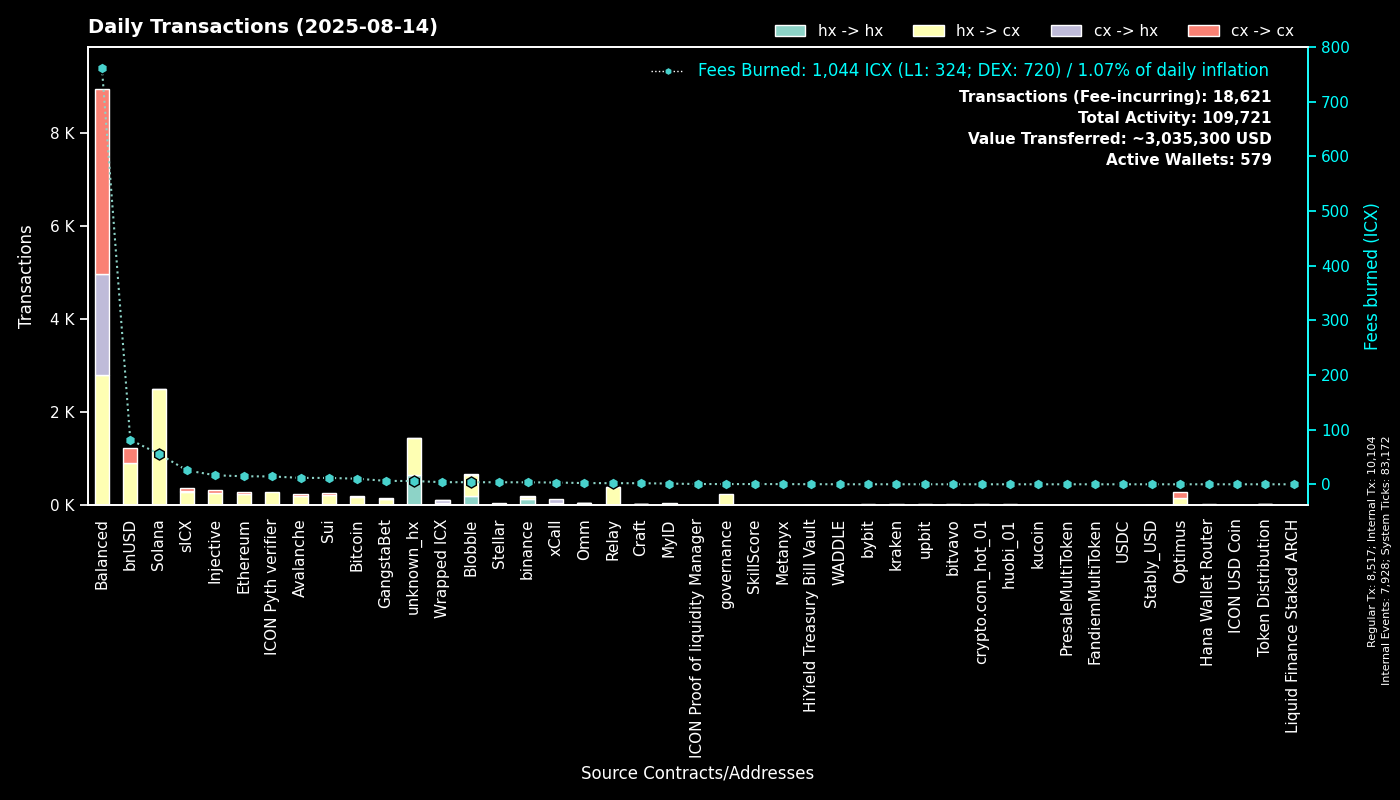 Daily Transactions (2025-08-14)
hx -> hx
hx -> cx
cx -> hx
cx -> cx
Fees Burned: 1,044 ICX (L1: 324; DEX: 720) / 1.07% of daily inflation
Transactions (Fee-incurring): 18,621
Total Activity: 109,721
Value Transferred: ~3,035,300 USD
Active Wallets: 579
Transactions
8 K
6 K
4 K
2 K
0 K
800
700
600
500
400
300
200
100
0
Fees burned (ICX)
Balanced
bnUSD
Solana
sICX
Injective
Ethereum
ICON Pyth verifier
Avalanche
Sui
Bitcoin
GangstaBet
unknown_hx
Wrapped ICX
Blobble
Stellar
binance
xCall
Omm
Relay
Craft
MyID
ICON Proof of liquidity Manager
governance
SkillScore
Metanyx
HiYield Treasury Bill Vault
WADDLE
bybit
kraken
upbit
bitvavo
crypto.com_hot_01
huobi_01
kucoin
PresaleMultiToken
FandiemMultiToken
USDC
Stably_USD
Optimus
Hana Wallet Router
ICON USD Coin
Token Distribution
Liquid Finance Staked ARCH
Source Contracts/Addresses
Regular Tx: 8,517; Internal Tx: 10,104
Internal Events: 7,928; System Ticks: 83,172